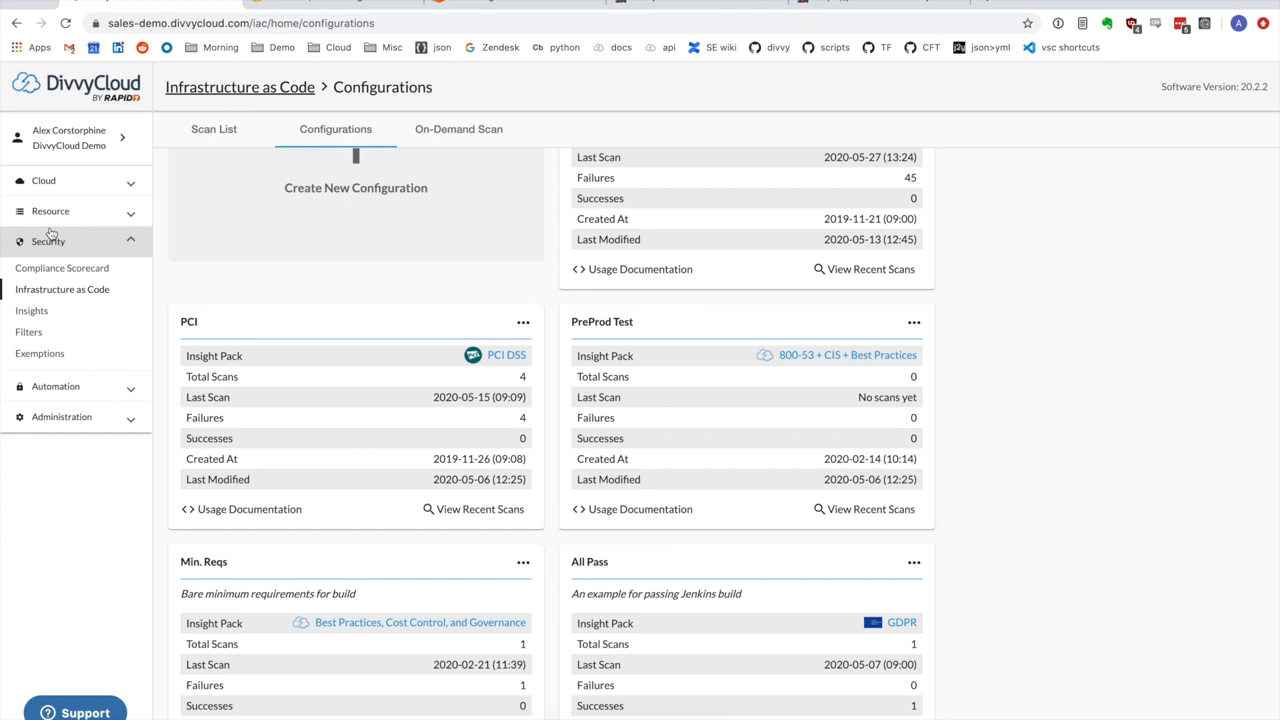 sales-demo.divvycloud.com/iac/home/configurations
4
5
A
Apps
Morning
Demo
Cloud
Misc
json
Zendesk
Cb python
docs
api
SE wiki
divvy
scripts
TF
CFT
json>yml
vsc shortcuts
DivvyCloud
BY RAPID7
Infrastructure as Code > Configurations
Software Version: 20.2.2
Alex Corstorphine
DivvyCloud Demo
Scan List
Configurations
On-Demand Scan
Cloud
Resource
Security
Compliance Scorecard
Infrastructure as Code
Insights
Filters
Exemptions
Automation
Administration
Support
Create New Configuration
Last Scan 2020-05-27 (13:24)
Failures 45
Successes 0
Created At 2019-11-21 (09:00)
Last Modified 2020-05-13 (12:45)
Usage Documentation View Recent Scans
PCI
Insight Pack PCI DSS
Total Scans 4
Last Scan 2020-05-15 (09:09)
Failures 4
Successes 0
Created At 2019-11-26 (09:08)
Last Modified 2020-05-06 (12:25)
Usage Documentation View Recent Scans
PreProd Test
Insight Pack 800-53 + CIS + Best Practices
Total Scans 0
Last Scan No scans yet
Failures 0
Successes 0
Created At 2020-02-14 (10:14)
Last Modified 2020-05-06 (12:25)
Usage Documentation View Recent Scans
Min. Reqs
Bare minimum requirements for build
Insight Pack Best Practices, Cost Control, and Governance
Total Scans 1
Last Scan 2020-02-21 (11:39)
Failures 1
Successes 0
All Pass
An example for passing Jenkins build
Insight Pack GDPR
Total Scans 1
Last Scan 2020-05-07 (09:00)
Failures 0
Successes 1